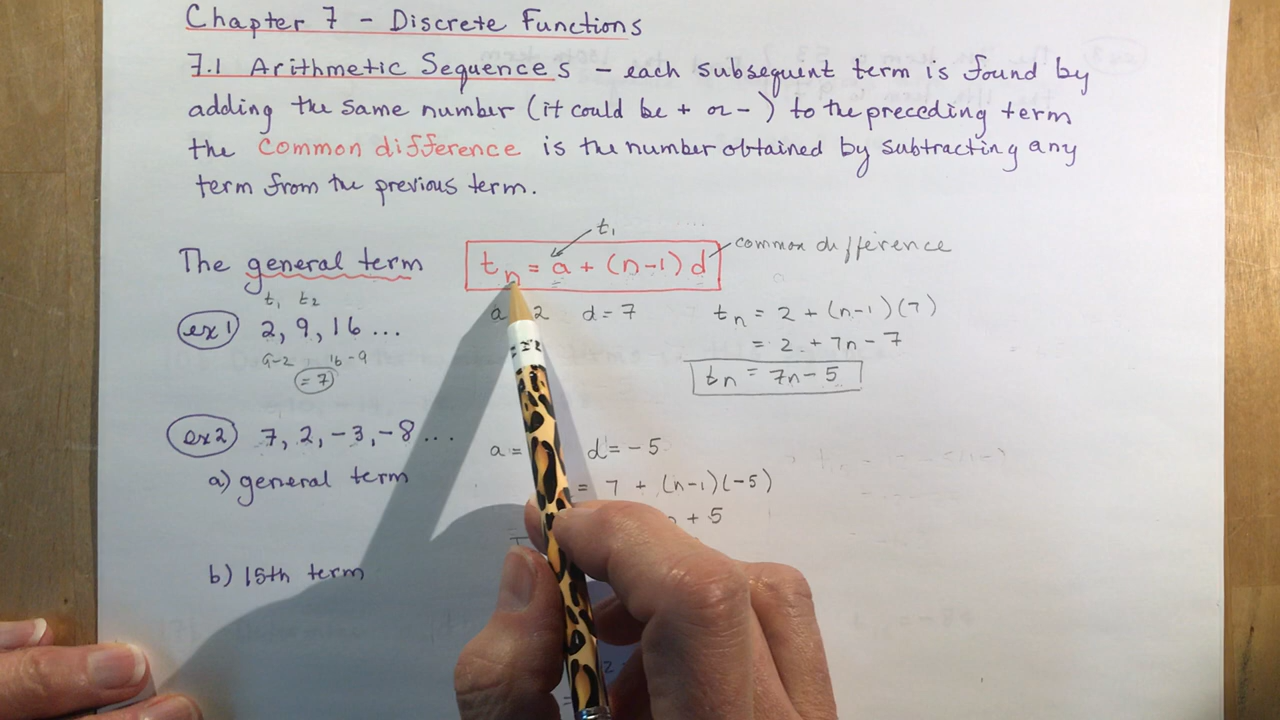 Chapter 7 - Discrete Functions
7.1 Arithmetic Sequences - each subsequent term is found by
adding the same number (it could be + or -) to the preceding term
the common difference is the number obtained by subtracting any
term from the previous term.
t₁
The general term tₙ = a + (n-1) d common difference
t₁ t₂
ex1 2, 9, 16 ...
9-2 16-9
= 7
a 2 d = 7
tₙ = 2 + (n-1)(7)
= 2 + 7n - 7
tₙ = 7n - 5
ex2 7, 2, -3, -8 ...
a = d = -5
a) general term
= 7 + (n-1)(-5)
+ 5
b) 15th term